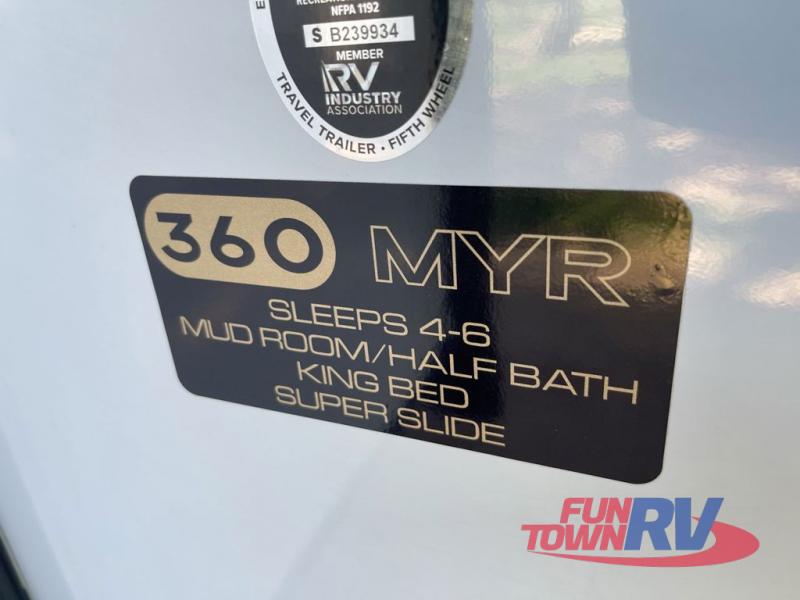 NFPA 1192
S B239934
MEMBER
RV
INDUSTRY
ASSOCIATION
TRAVEL TRAILER • FIFTH WHEEL
360 MYR
SLEEPS 4-6
MUD ROOM/HALF BATH
KING BED
SUPER SLIDE
FUN
TOWN RV